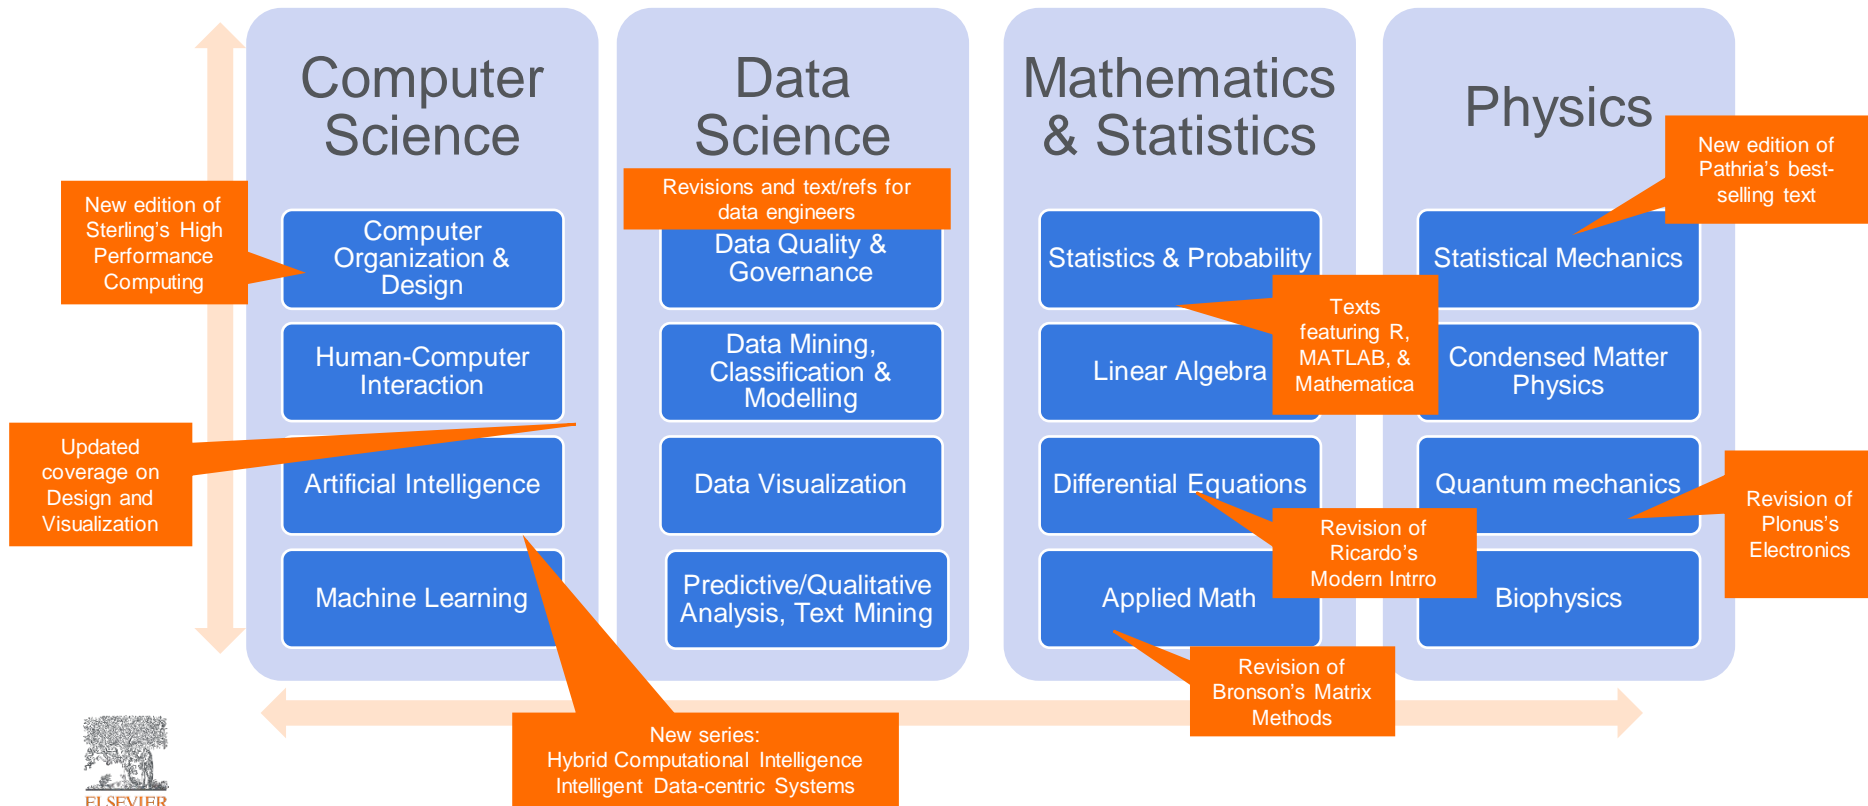 Computer
Science
New edition of
Sterling's High
Performance
Computing
Computer
Organization &
Design
Human-Computer
Interaction
Updated
coverage on
Design and
Visualization
Artificial Intelligence
Machine Learning
New series:
Hybrid Computational Intelligence
Intelligent Data-centric Systems
Data
Science
Revisions and text/refs for
data engineers
Data Quality &
Governance
Data Mining,
Classification &
Modelling
Data Visualization
Predictive/Qualitative
Analysis, Text Mining
Mathematics
& Statistics
Statistics & Probability
Texts
featuring R,
MATLAB, &
Mathematica
Linear Algebra
Differential Equations
Revision of
Ricardo's
Modern Intrro
Applied Math
Revision of
Bronson's Matrix
Methods
Physics
New edition of
Pathria's best-
selling text
Statistical Mechanics
Condensed Matter
Physics
Quantum mechanics
Revision of
Plonus's
Electronics
Biophysics
ELSEVIER